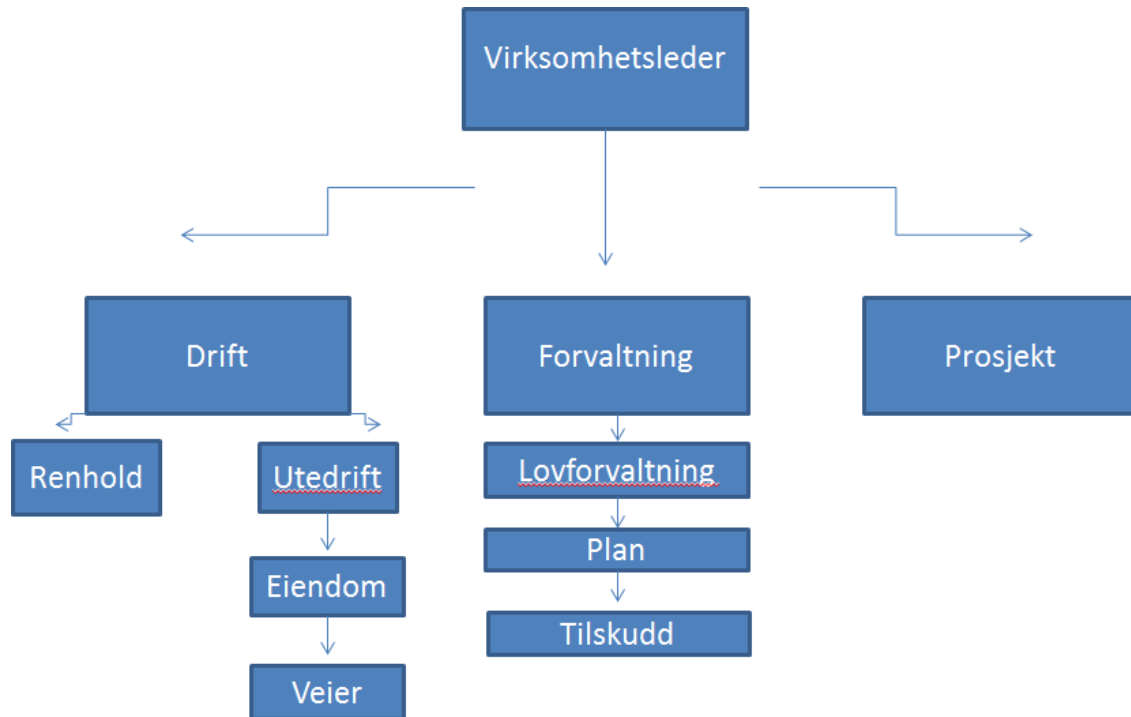 Virksomhetsleder
Drift
Forvaltning
Prosjekt
Renhold
Utedrift
Lovforvaltning
Plan
Eiendom
Tilskudd
Veier